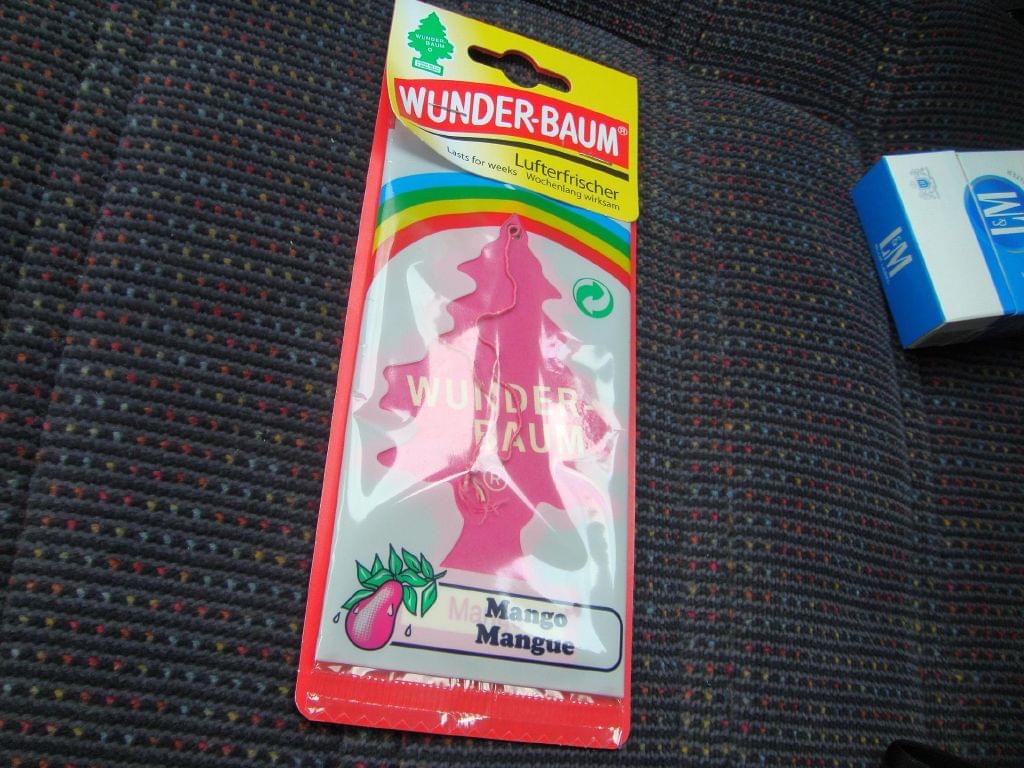 WUNDER-
BAUM
WUNDER-BAUM®
Lufterfrischer
Lasts for weeks Wochenlang wirksam
WUNDER-
BAUM
®
Mango
Mangue
L&M
L&M